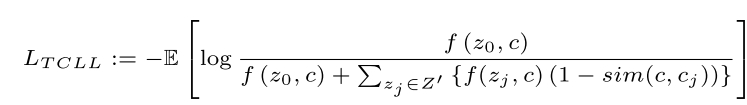 L_{TCLL} := -\mathbb{E}\left[\log \frac{f(z_0, c)}{f(z_0, c) + \sum_{z_j \in Z'} \{f(z_j, c)(1 - sim(c, c_j))\}}\right]